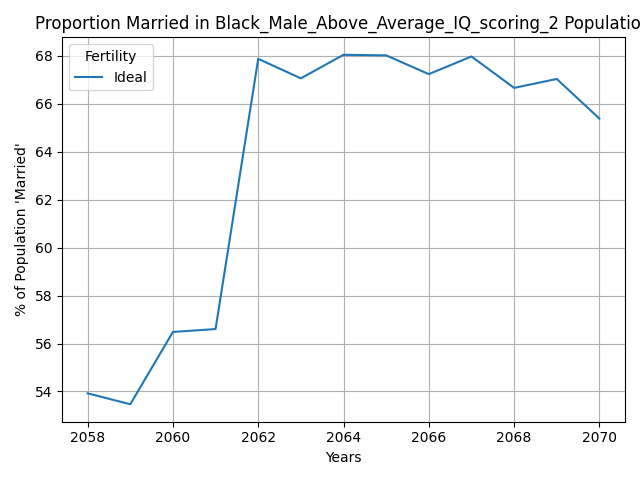 Proportion Married in Black_Male_Above_Average_IQ_scoring_2 Populatio
Fertility
Ideal
68
66
64
62
60
58
56
54
% of Population 'Married'
2058 2060 2062 2064 2066 2068 2070
Years